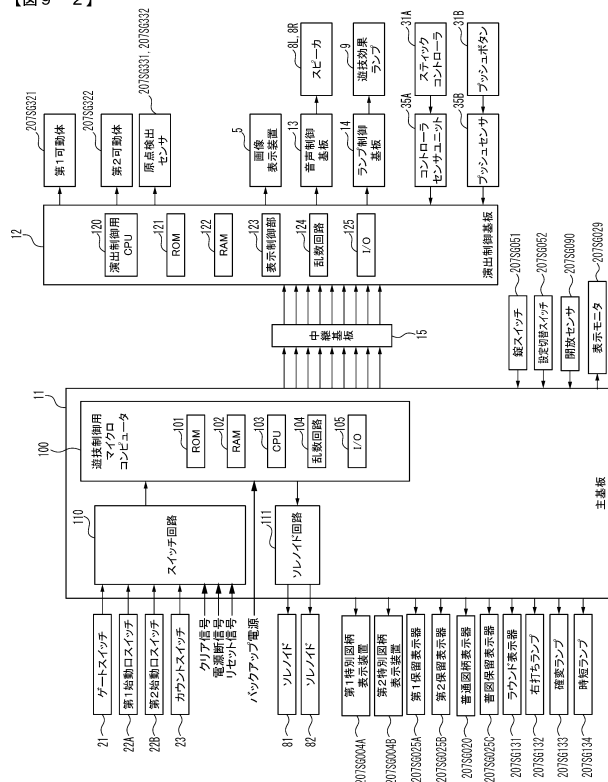 【図９－２】
207SG321
第1可動体
207SG322
第2可動体
207SG331, 207SG332
原点検出
センサ
5
画像
表示装置
13
音声制御
基板
8L, 8R
スピーカ
14
ランプ制御
基板
9
遊技効果
ランプ
35A
コントローラ
センサユニット
31A
スティック
コントローラ
35B
プッシュセンサ
31B
プッシュボタン
12
120
演出制御用
CPU
121
ROM
122
RAM
123
表示制御部
124
乱数回路
125
I/O
演出制御基板
中継
基板
15
錠スイッチ
207SG051
設定切替スイッチ
207SG052
開放センサ
207SG090
表示モニタ
207SG029
11
100
遊技制御用
マイクロ
コンピュータ
101
ROM
102
RAM
103
CPU
104
乱数回路
105
I/O
主基板
110
スイッチ回路
111
ソレノイド回路
21
ゲートスイッチ
22A
第1始動口スイッチ
22B
第2始動口スイッチ
23
カウントスイッチ
クリア信号
電源断信号
リセット信号
バックアップ電源
81
ソレノイド
82
ソレノイド
207SG004A
第1特別図柄
表示装置
207SG004B
第2特別図柄
表示装置
207SG025A
第1保留表示器
207SG025B
第2保留表示器
207SG020
普通図柄表示器
207SG025C
普図保留表示器
207SG131
ラウンド表示器
207SG132
右打ちランプ
207SG133
確変ランプ
207SG134
時短ランプ